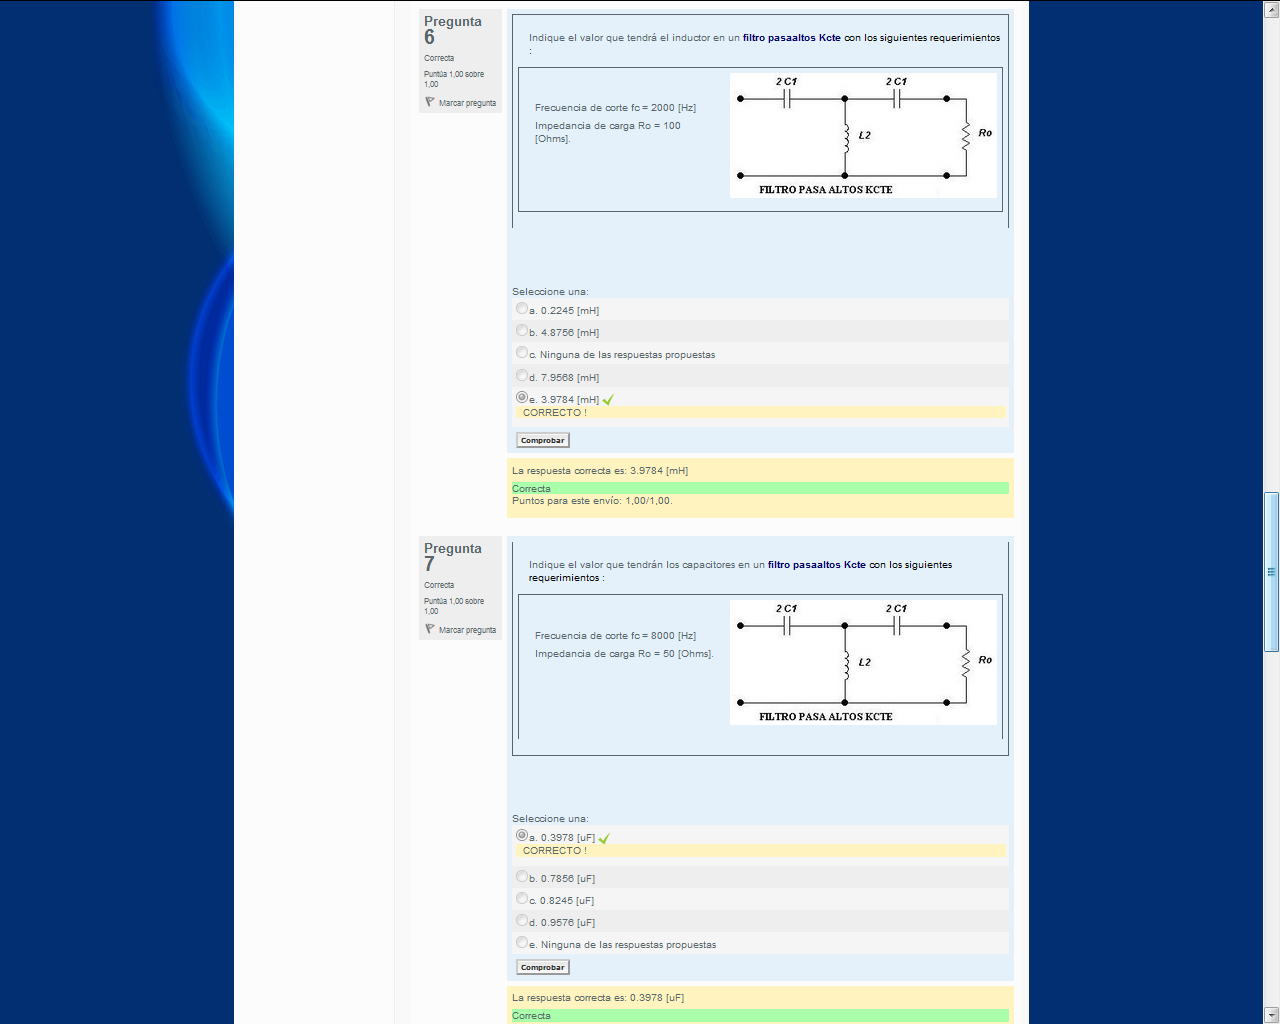 Pregunta
6
Correcta
Puntúa 1,00 sobre
1,00
Marcar pregunta
Indique el valor que tendrá el inductor en un filtro pasaaltos Kcte con los siguientes requerimientos
:
Frecuencia de corte fc = 2000 [Hz]
Impedancia de carga Ro = 100
[Ohms].
2 C1
2 C1
L2
Ro
FILTRO PASA ALTOS KCTE
Seleccione una:
a. 0.2245 [mH]
b. 4.8756 [mH]
c. Ninguna de las respuestas propuestas
d. 7.9568 [mH]
e. 3.9784 [mH]
CORRECTO !
Comprobar
La respuesta correcta es: 3.9784 [mH]
Correcta
Puntos para este envío: 1,00/1,00.
Pregunta
7
Correcta
Puntúa 1,00 sobre
1,00
Marcar pregunta
Indique el valor que tendrán los capacitores en un filtro pasaaltos Kcte con los siguientes
requerimientos :
Frecuencia de corte fc = 8000 [Hz]
Impedancia de carga Ro = 50 [Ohms].
2 C1
2 C1
L2
Ro
FILTRO PASA ALTOS KCTE
Seleccione una:
a. 0.3978 [uF]
CORRECTO !
b. 0.7856 [uF]
c. 0.8245 [uF]
d. 0.9576 [uF]
e. Ninguna de las respuestas propuestas
Comprobar
La respuesta correcta es: 0.3978 [uF]
Correcta